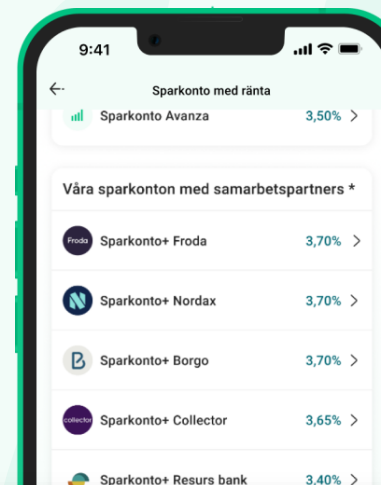 9:41
Sparkonto med ränta
Sparkonto Avanza 3,50%
Våra sparkonton med samarbetspartners *
Froda Sparkonto+ Froda 3,70%
Sparkonto+ Nordax 3,70%
Sparkonto+ Borgo 3,70%
collector Sparkonto+ Collector 3,65%
Sparkonto+ Resurs bank 3,40%